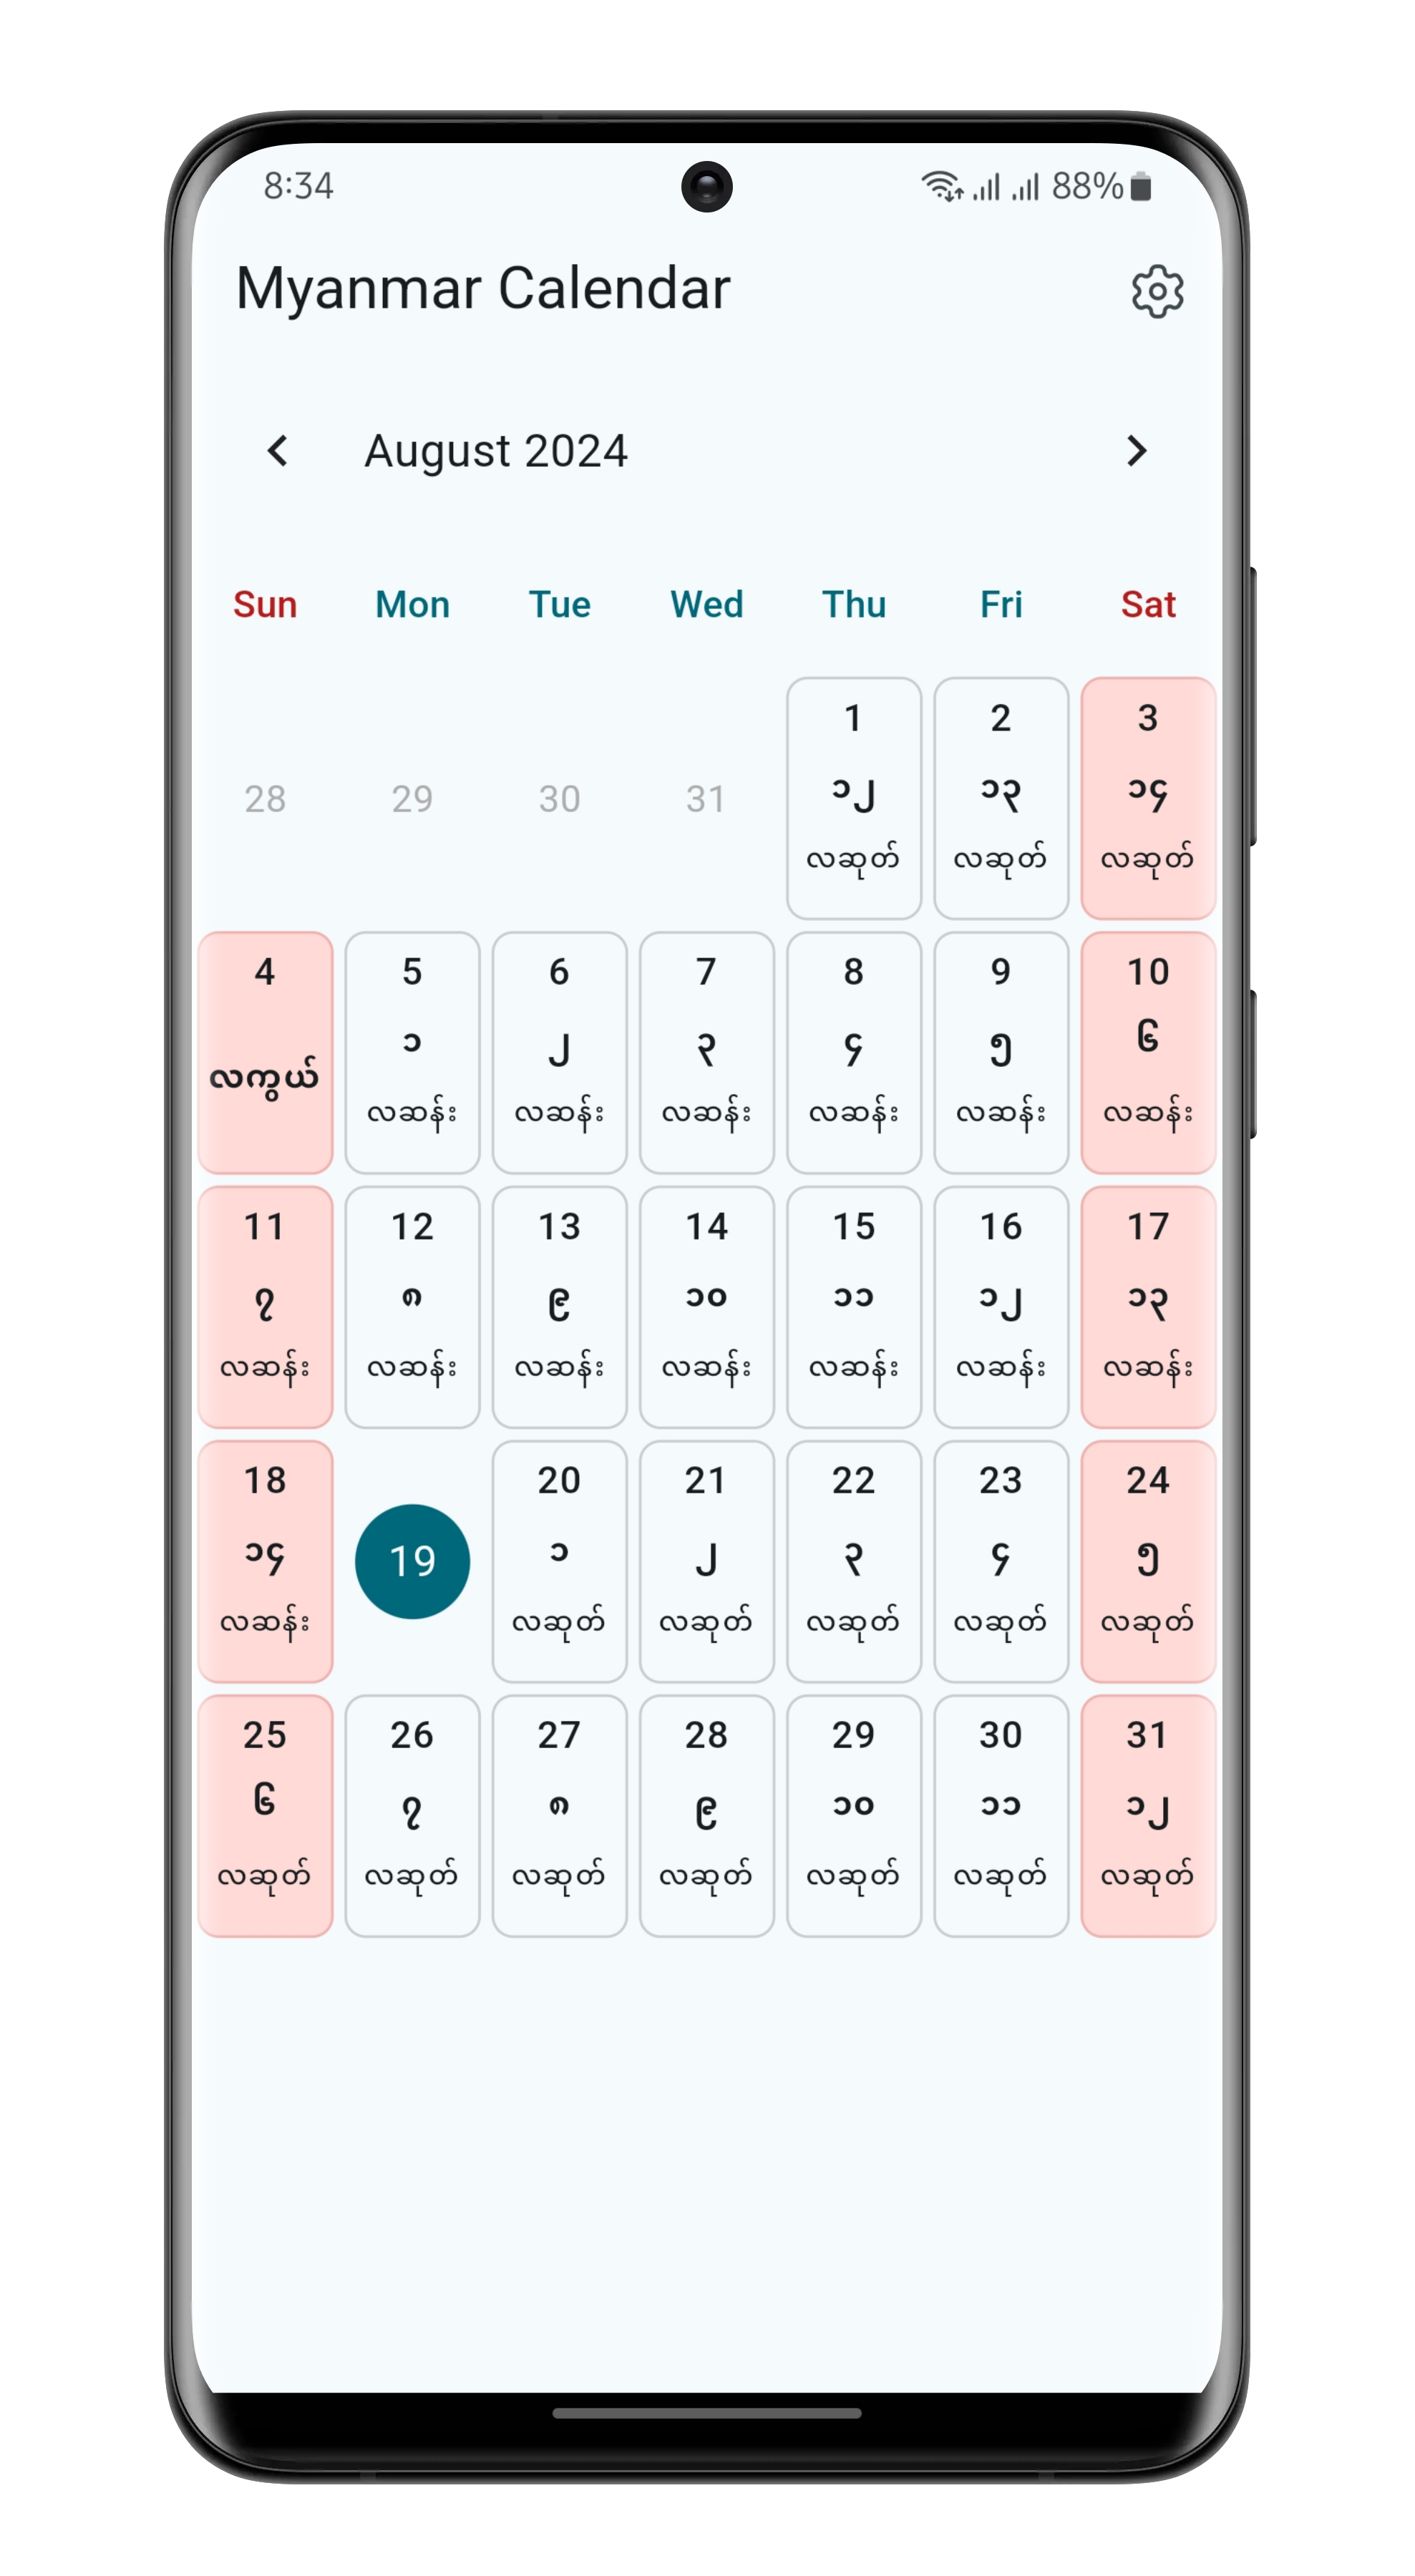 8:34 88%
Myanmar Calendar
August 2024
Sun Mon Tue Wed Thu Fri Sat
28 29 30 31 1 2 3
၁၂ ၁၃ ၁၄
လဆုတ် လဆုတ် လဆုတ်
4 5 6 7 8 9 10
လကွယ် ၁ ၂ ၃ ၄ ၅ ၆
လဆန်း လဆန်း လဆန်း လဆန်း လဆန်း လဆန်း
11 12 13 14 15 16 17
၇ ၈ ၉ ၁၀ ၁၁ ၁၂ ၁၃
လဆန်း လဆန်း လဆန်း လဆန်း လဆန်း လဆန်း လဆန်း
18 19 20 21 22 23 24
၁၄ ၁ ၂ ၃ ၄ ၅
လဆန်း လဆုတ် လဆုတ် လဆုတ် လဆုတ် လဆုတ်
25 26 27 28 29 30 31
၆ ၇ ၈ ၉ ၁၀ ၁၁ ၁၂
လဆုတ် လဆုတ် လဆုတ် လဆုတ် လဆုတ် လဆုတ် လဆုတ်